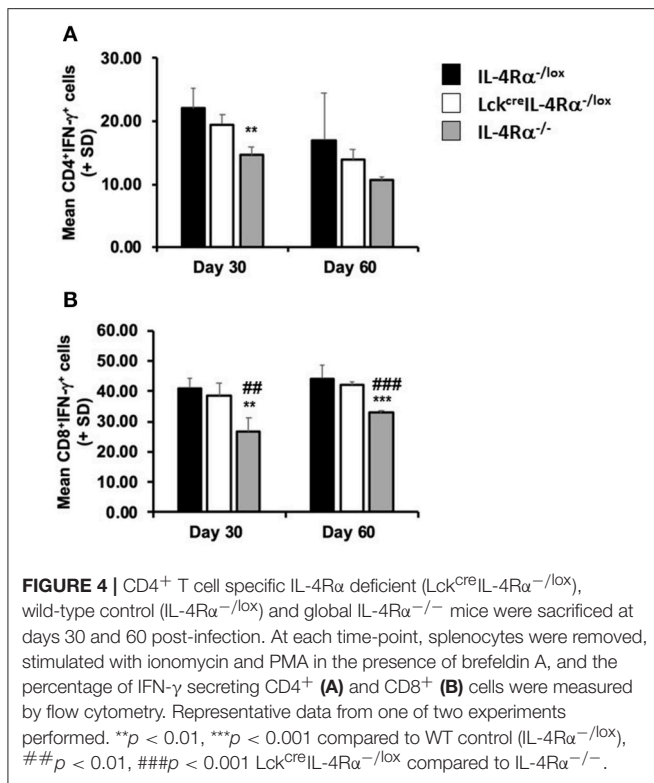 A
30.00
20.00
10.00
0.00
Mean CD4⁺IFN-γ⁺ cells
(+ SD)
**
Day 30
Day 60
IL-4Rα⁻/lox
LckcreIL-4Rα⁻/lox
IL-4Rα⁻/⁻
B
60.00
50.00
40.00
30.00
20.00
10.00
0.00
Mean CD8⁺IFN-γ⁺ cells
(+ SD)
##
**
###
***
Day 30
Day 60
FIGURE 4 | CD4⁺ T cell specific IL-4Rα deficient (LckcreIL-4Rα−/lox),
wild-type control (IL-4Rα−/lox) and global IL-4Rα−/− mice were sacrificed at
days 30 and 60 post-infection. At each time-point, splenocytes were removed,
stimulated with ionomycin and PMA in the presence of brefeldin A, and the
percentage of IFN-γ secreting CD4⁺ (A) and CD8⁺ (B) cells were measured
by flow cytometry. Representative data from one of two experiments
performed. **p < 0.01, ***p < 0.001 compared to WT control (IL-4Rα−/lox),
##p < 0.01, ###p < 0.001 LckcreIL-4Rα−/lox compared to IL-4Rα−/−.